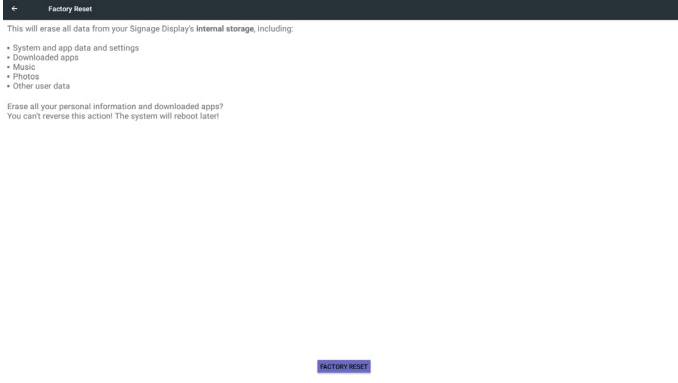 Factory Reset
This will erase all data from your Signage Display's internal storage, including:
• System and app data and settings
• Downloaded apps
• Music
• Photos
• Other user data
Erase all your personal information and downloaded apps?
You can't reverse this action! The system will reboot later!
FACTORY RESET